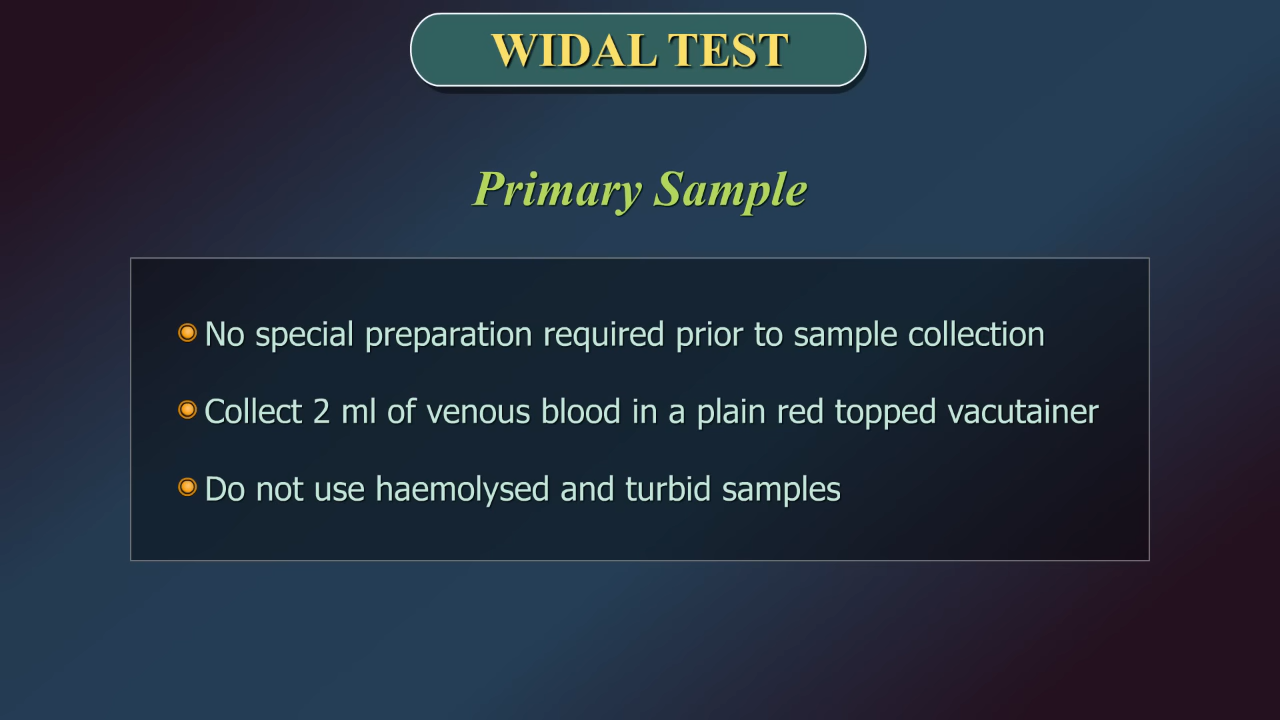 WIDAL TEST
Primary Sample
No special preparation required prior to sample collection
Collect 2 ml of venous blood in a plain red topped vacutainer
Do not use haemolysed and turbid samples